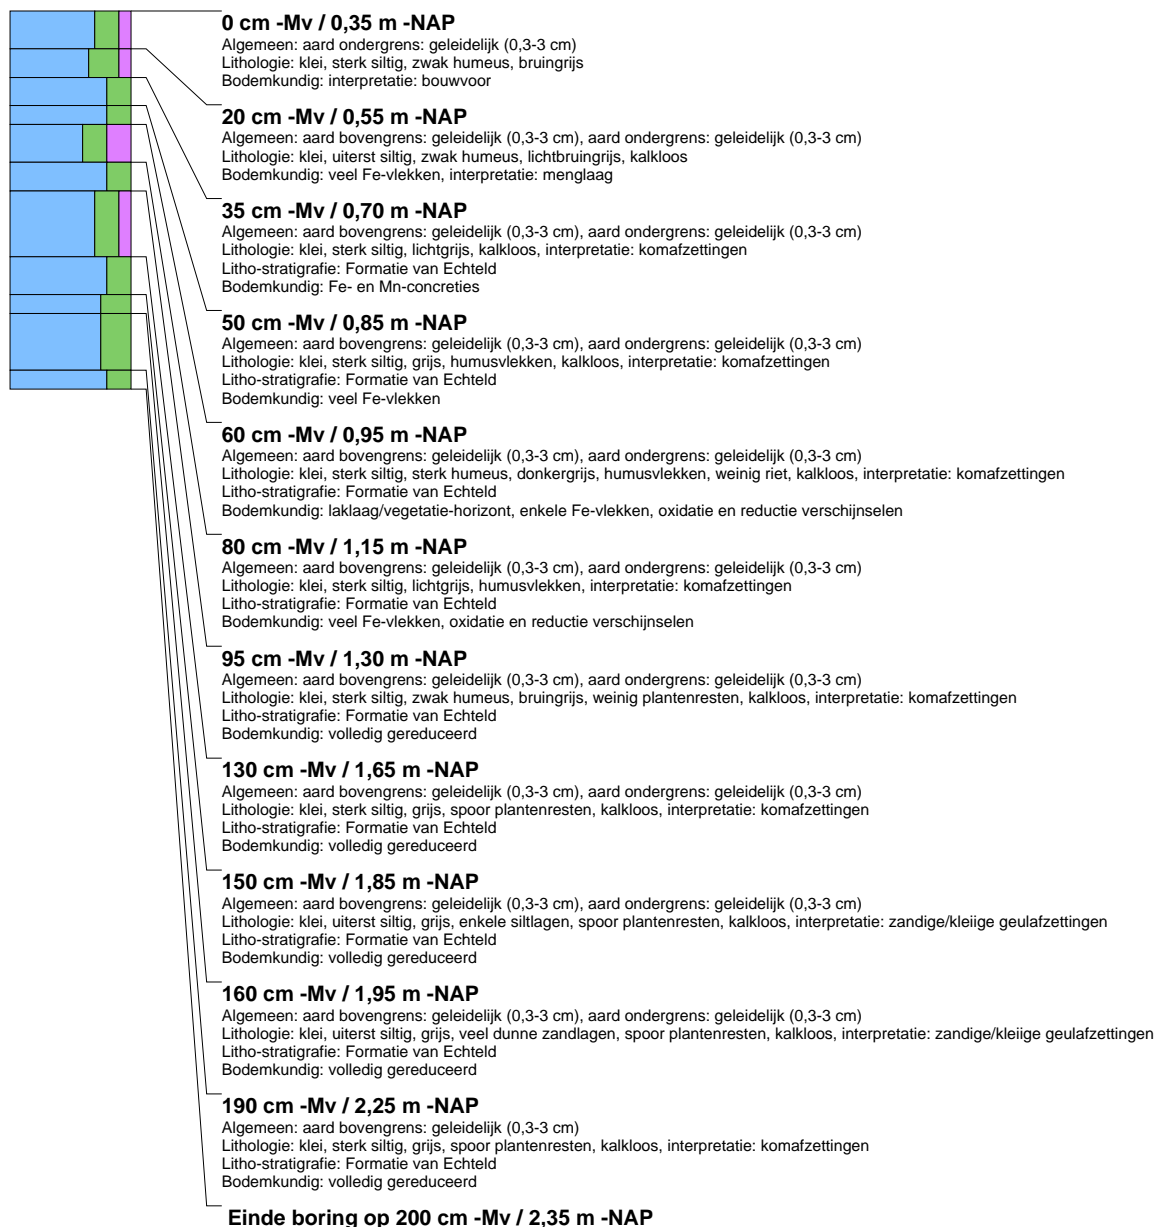 0 cm -Mv / 0,35 m -NAP
Algemeen: aard ondergrens: geleidelijk (0,3-3 cm)
Lithologie: klei, sterk siltig, zwak humeus, bruingrijs
Bodemkundig: interpretatie: bouwvoor
20 cm -Mv / 0,55 m -NAP
Algemeen: aard bovengrens: geleidelijk (0,3-3 cm), aard ondergrens: geleidelijk (0,3-3 cm)
Lithologie: klei, uiterst siltig, zwak humeus, lichtbruingrijs, kalkloos
Bodemkundig: veel Fe-vlekken, interpretatie: menglaag
35 cm -Mv / 0,70 m -NAP
Algemeen: aard bovengrens: geleidelijk (0,3-3 cm), aard ondergrens: geleidelijk (0,3-3 cm)
Lithologie: klei, sterk siltig, lichtgrijs, kalkloos, interpretatie: komafzettingen
Litho-stratigrafie: Formatie van Echteld
Bodemkundig: Fe- en Mn-concreties
50 cm -Mv / 0,85 m -NAP
Algemeen: aard bovengrens: geleidelijk (0,3-3 cm), aard ondergrens: geleidelijk (0,3-3 cm)
Lithologie: klei, sterk siltig, grijs, humusvlekken, kalkloos, interpretatie: komafzettingen
Litho-stratigrafie: Formatie van Echteld
Bodemkundig: veel Fe-vlekken
60 cm -Mv / 0,95 m -NAP
Algemeen: aard bovengrens: geleidelijk (0,3-3 cm), aard ondergrens: geleidelijk (0,3-3 cm)
Lithologie: klei, sterk siltig, sterk humeus, donkergrijs, humusvlekken, weinig riet, kalkloos, interpretatie: komafzettingen
Litho-stratigrafie: Formatie van Echteld
Bodemkundig: laklaag/vegetatie-horizont, enkele Fe-vlekken, oxidatie en reductie verschijnselen
80 cm -Mv / 1,15 m -NAP
Algemeen: aard bovengrens: geleidelijk (0,3-3 cm), aard ondergrens: geleidelijk (0,3-3 cm)
Lithologie: klei, sterk siltig, lichtgrijs, humusvlekken, interpretatie: komafzettingen
Litho-stratigrafie: Formatie van Echteld
Bodemkundig: veel Fe-vlekken, oxidatie en reductie verschijnselen
95 cm -Mv / 1,30 m -NAP
Algemeen: aard bovengrens: geleidelijk (0,3-3 cm), aard ondergrens: geleidelijk (0,3-3 cm)
Lithologie: klei, sterk siltig, zwak humeus, bruingrijs, weinig plantenresten, kalkloos, interpretatie: komafzettingen
Litho-stratigrafie: Formatie van Echteld
Bodemkundig: volledig gereduceerd
130 cm -Mv / 1,65 m -NAP
Algemeen: aard bovengrens: geleidelijk (0,3-3 cm), aard ondergrens: geleidelijk (0,3-3 cm)
Lithologie: klei, sterk siltig, grijs, spoor plantenresten, kalkloos, interpretatie: komafzettingen
Litho-stratigrafie: Formatie van Echteld
Bodemkundig: volledig gereduceerd
150 cm -Mv / 1,85 m -NAP
Algemeen: aard bovengrens: geleidelijk (0,3-3 cm), aard ondergrens: geleidelijk (0,3-3 cm)
Lithologie: klei, uiterst siltig, grijs, enkele siltlagen, spoor plantenresten, kalkloos, interpretatie: zandige/kleiige geulafzettingen
Litho-stratigrafie: Formatie van Echteld
Bodemkundig: volledig gereduceerd
160 cm -Mv / 1,95 m -NAP
Algemeen: aard bovengrens: geleidelijk (0,3-3 cm), aard ondergrens: geleidelijk (0,3-3 cm)
Lithologie: klei, uiterst siltig, grijs, veel dunne zandlagen, spoor plantenresten, kalkloos, interpretatie: zandige/kleiige geulafzettingen
Litho-stratigrafie: Formatie van Echteld
Bodemkundig: volledig gereduceerd
190 cm -Mv / 2,25 m -NAP
Algemeen: aard bovengrens: geleidelijk (0,3-3 cm)
Lithologie: klei, sterk siltig, grijs, spoor plantenresten, kalkloos, interpretatie: komafzettingen
Litho-stratigrafie: Formatie van Echteld
Bodemkundig: volledig gereduceerd
Einde boring op 200 cm -Mv / 2,35 m -NAP